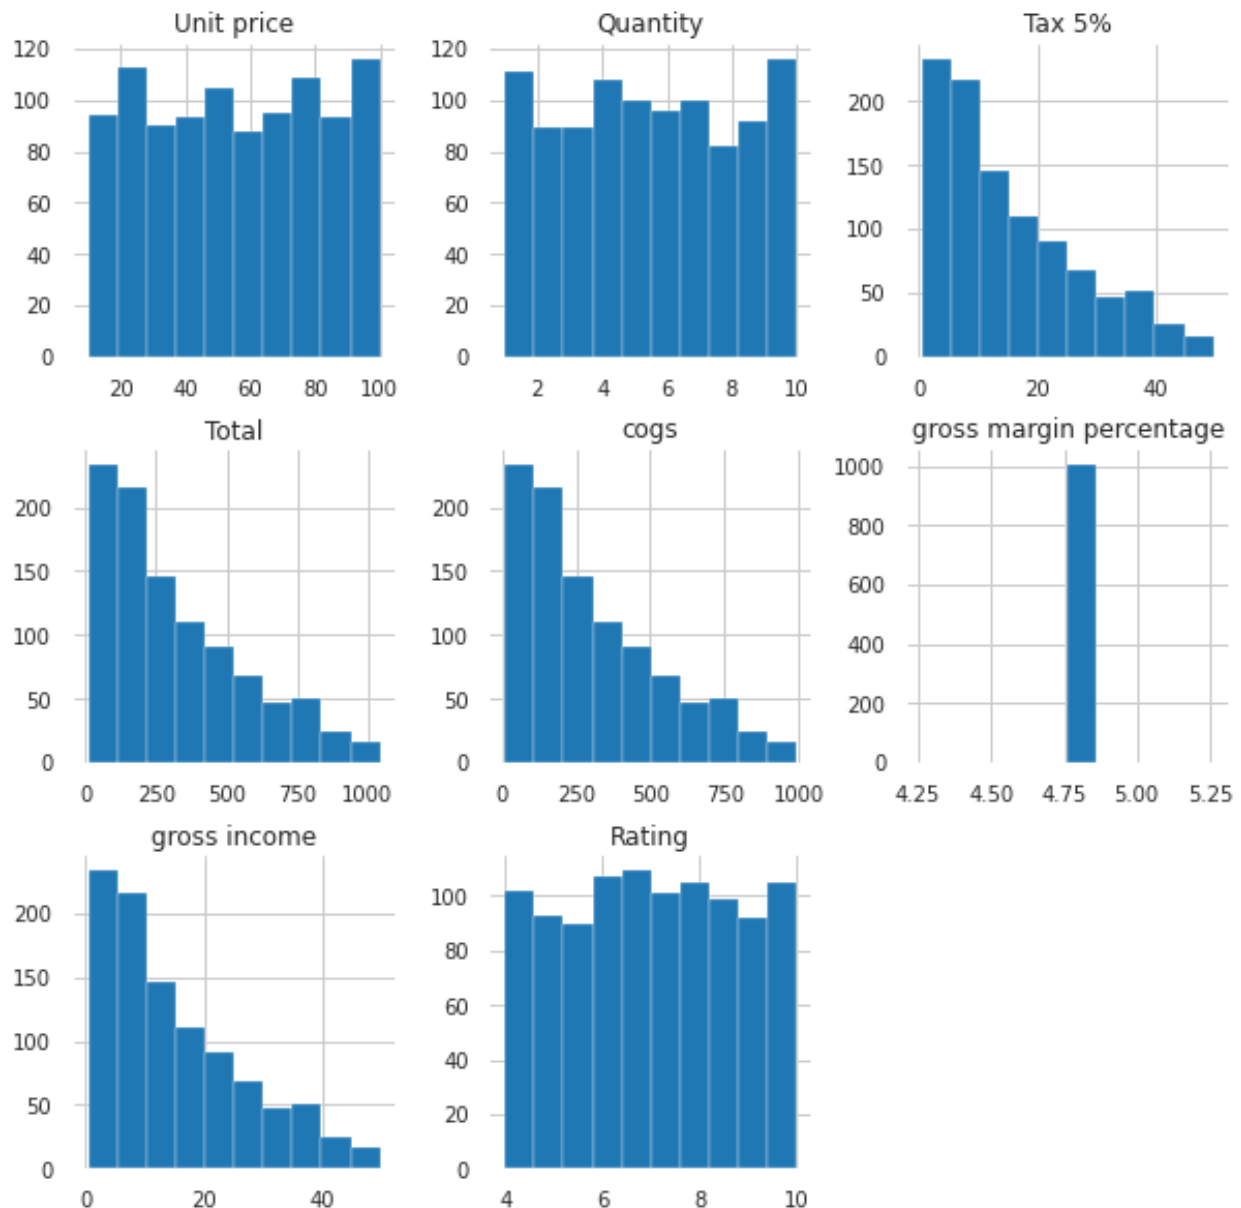 Unit price
120
100
80
60
40
20
0
20 40 60 80 100
Quantity
120
100
80
60
40
20
0
2 4 6 8 10
Tax 5%
200
150
100
50
0
0 20 40
Total
200
150
100
50
0
0 250 500 750 1000
cogs
200
150
100
50
0
0 250 500 750 1000
gross margin percentage
1000
800
600
400
200
0
4.25 4.50 4.75 5.00 5.25
gross income
200
150
100
50
0
0 20 40
Rating
100
80
60
40
20
0
4 6 8 10